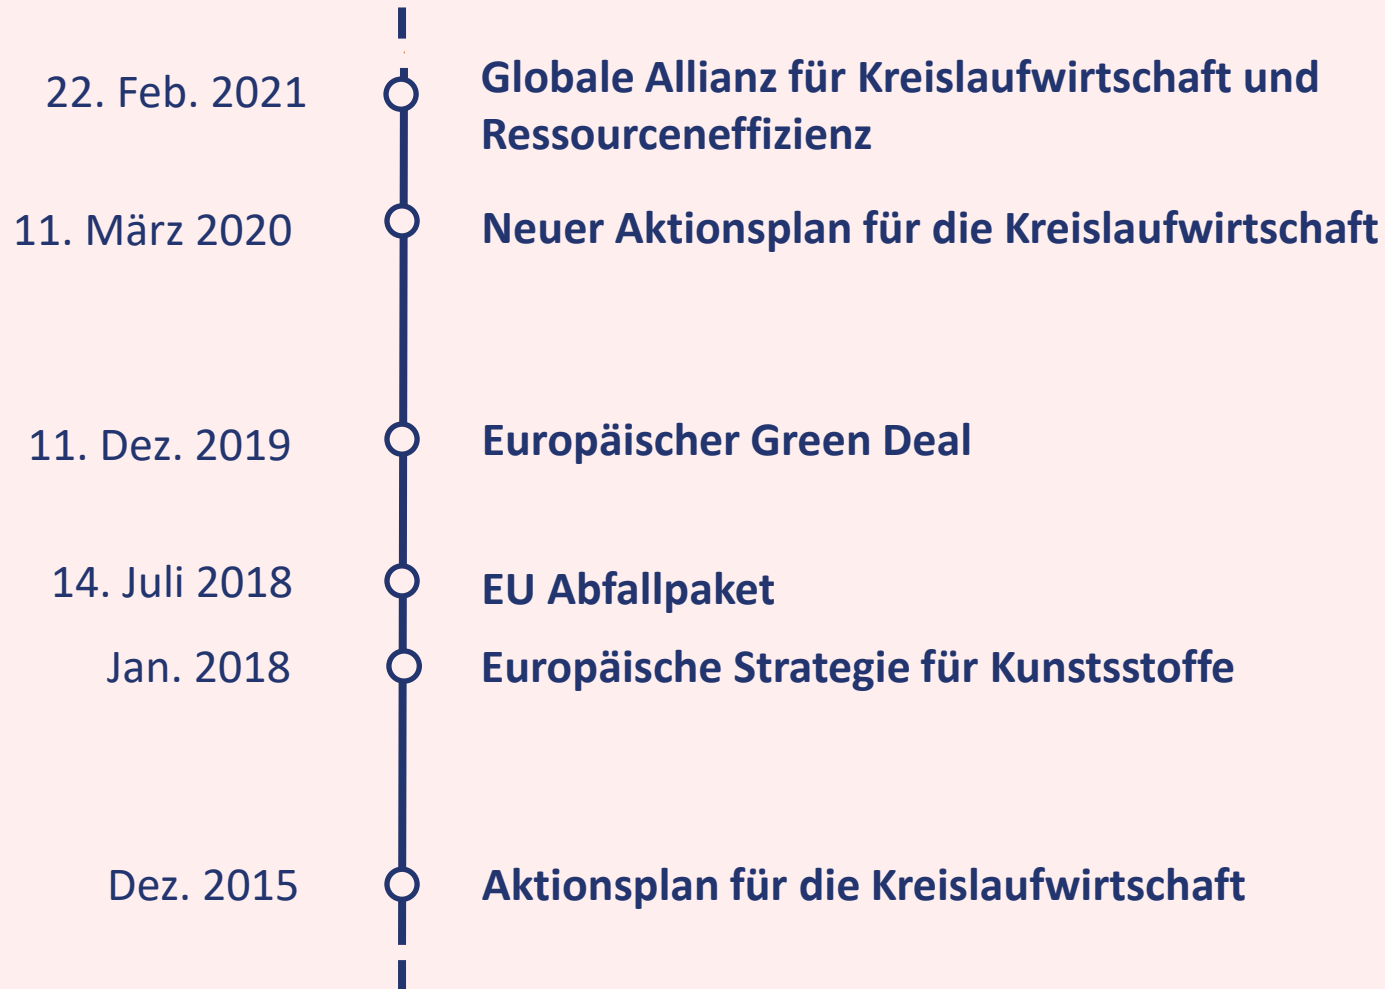 22. Feb. 2021
Globale Allianz für Kreislaufwirtschaft und
Ressourceneffizienz
11. März 2020
Neuer Aktionsplan für die Kreislaufwirtschaft
11. Dez. 2019
Europäischer Green Deal
14. Juli 2018
EU Abfallpaket
Jan. 2018
Europäische Strategie für Kunstsstoffe
Dez. 2015
Aktionsplan für die Kreislaufwirtschaft